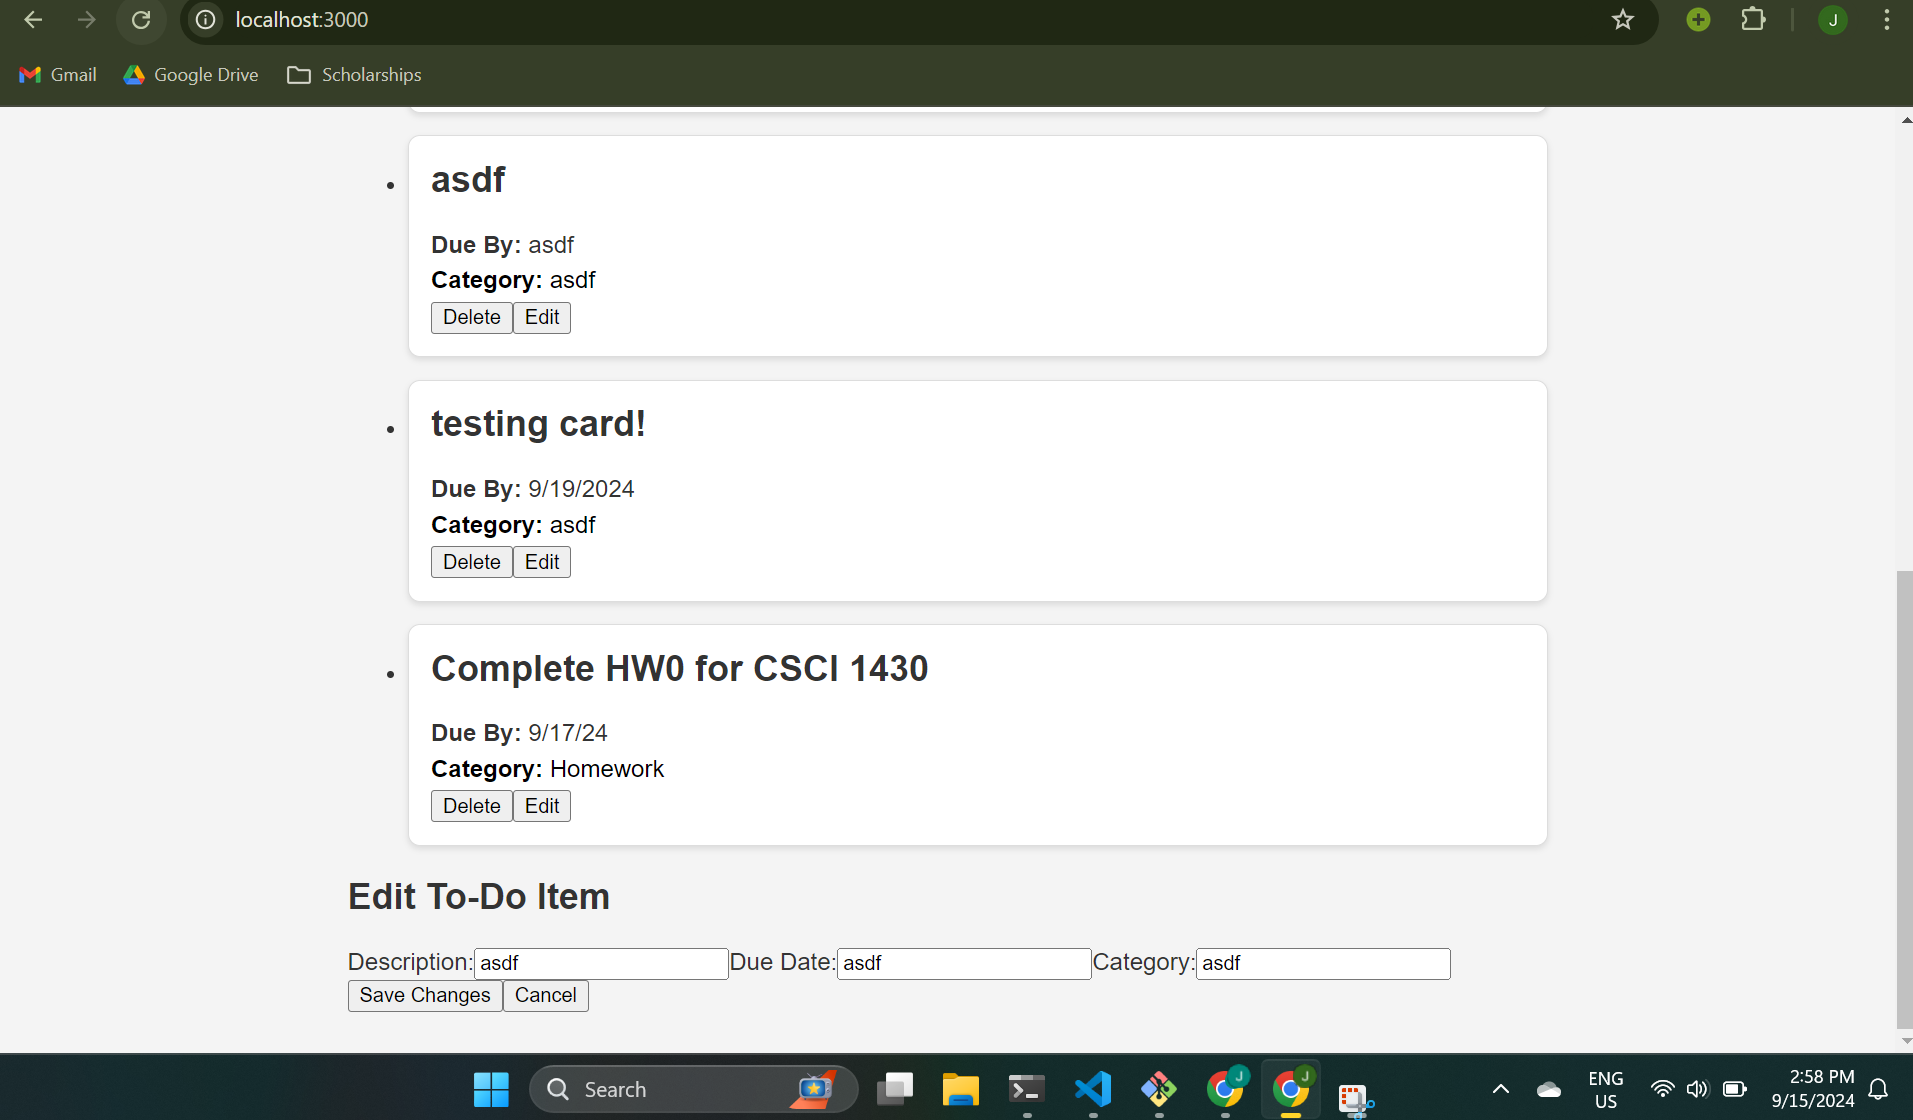 localhost:3000
J
Gmail
Google Drive
Scholarships
asdf
Due By: asdf
Category: asdf
Delete Edit
testing card!
Due By: 9/19/2024
Category: asdf
Delete Edit
Complete HW0 for CSCI 1430
Due By: 9/17/24
Category: Homework
Delete Edit
Edit To-Do Item
Description: asdf Due Date: asdf Category: asdf
Save Changes Cancel
Search
J
J
ENG
US
2:58 PM
9/15/2024